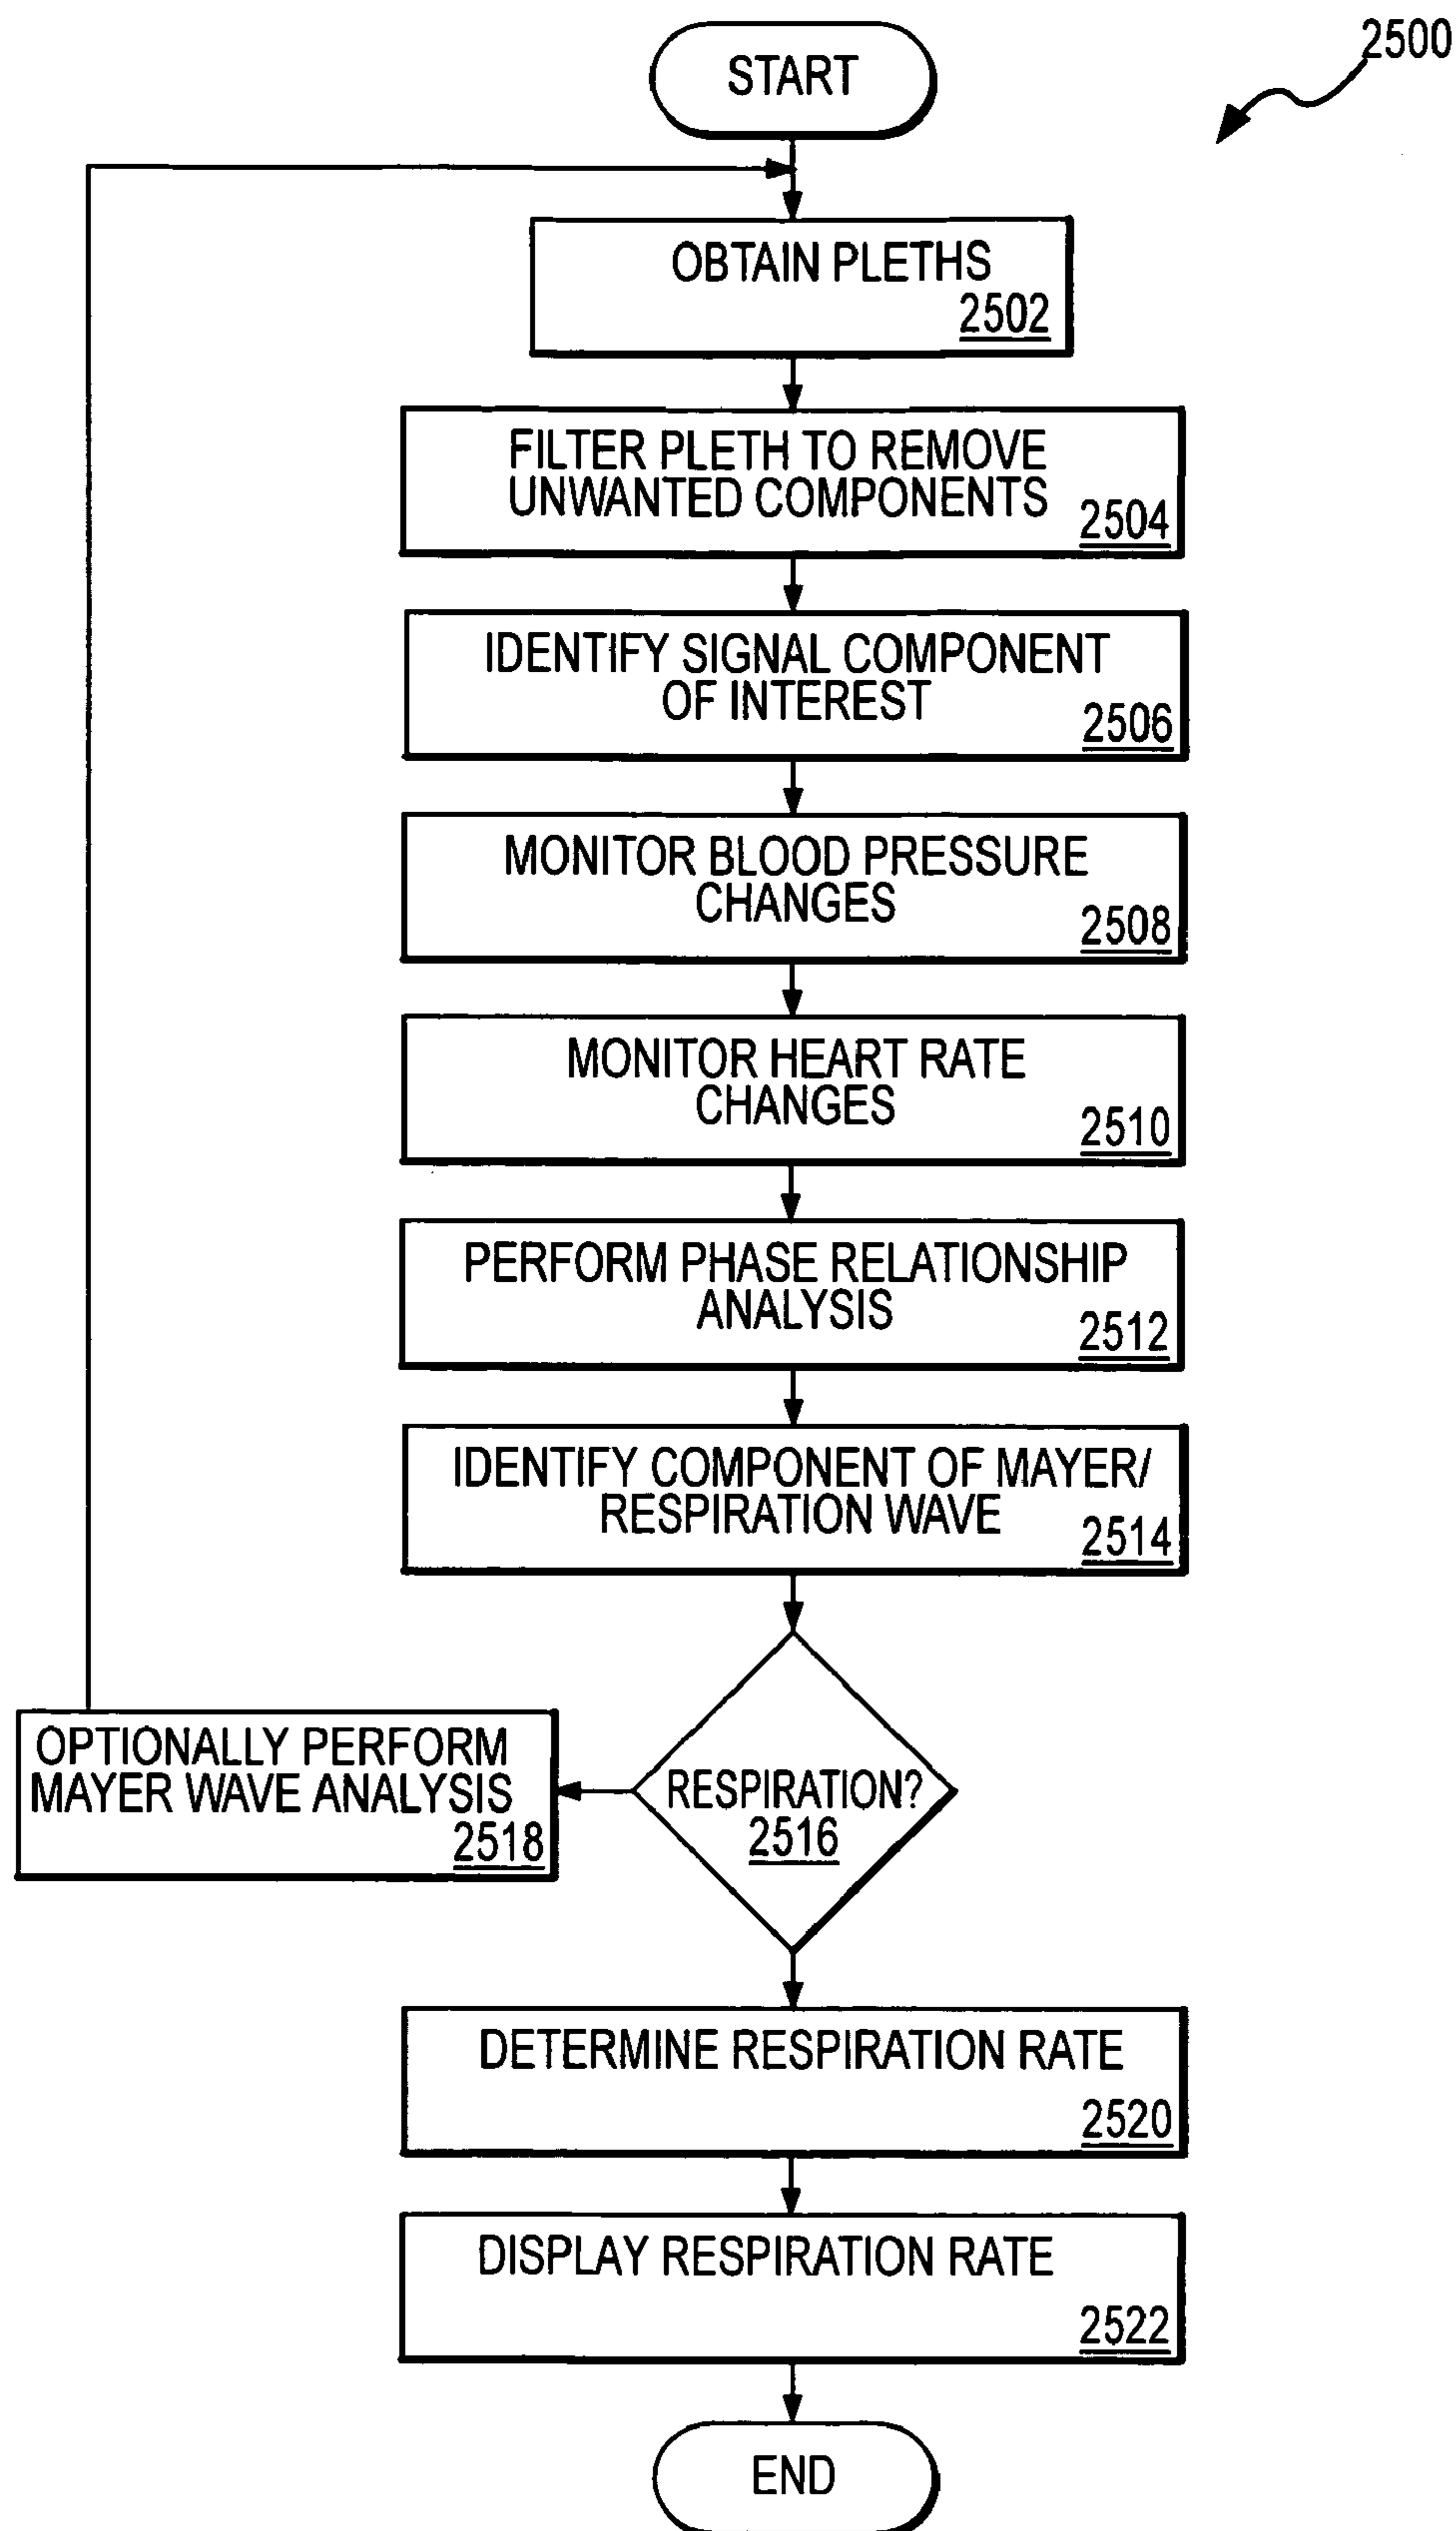 2500
START
OBTAIN PLETHS
2502
FILTER PLETH TO REMOVE
UNWANTED COMPONENTS
2504
IDENTIFY SIGNAL COMPONENT
OF INTEREST
2506
MONITOR BLOOD PRESSURE
CHANGES
2508
MONITOR HEART RATE
CHANGES
2510
PERFORM PHASE RELATIONSHIP
ANALYSIS
2512
IDENTIFY COMPONENT OF MAYER/
RESPIRATION WAVE
2514
RESPIRATION?
2516
OPTIONALLY PERFORM
MAYER WAVE ANALYSIS
2518
DETERMINE RESPIRATION RATE
2520
DISPLAY RESPIRATION RATE
2522
END